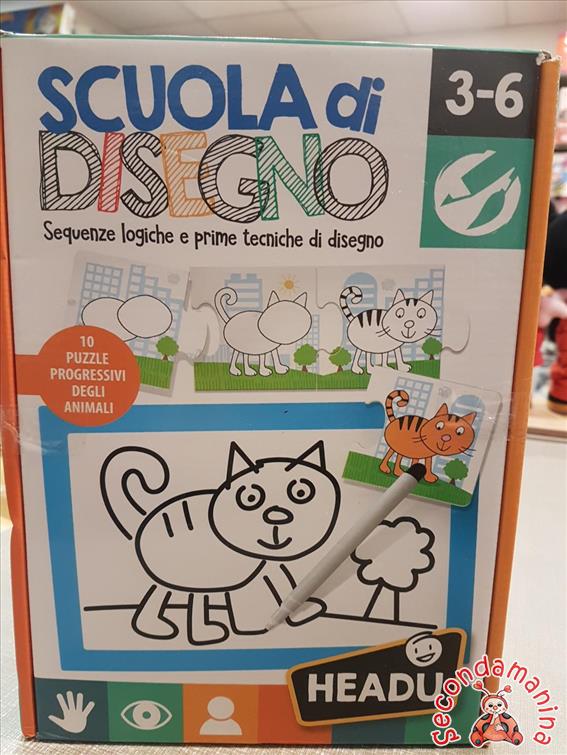 SCUOLA di
DISEGNO
3-6
Sequenze logiche e prime tecniche di disegno
10
PUZZLE
PROGRESSIVI
DEGLI
ANIMALI
HEADU
secondamanina